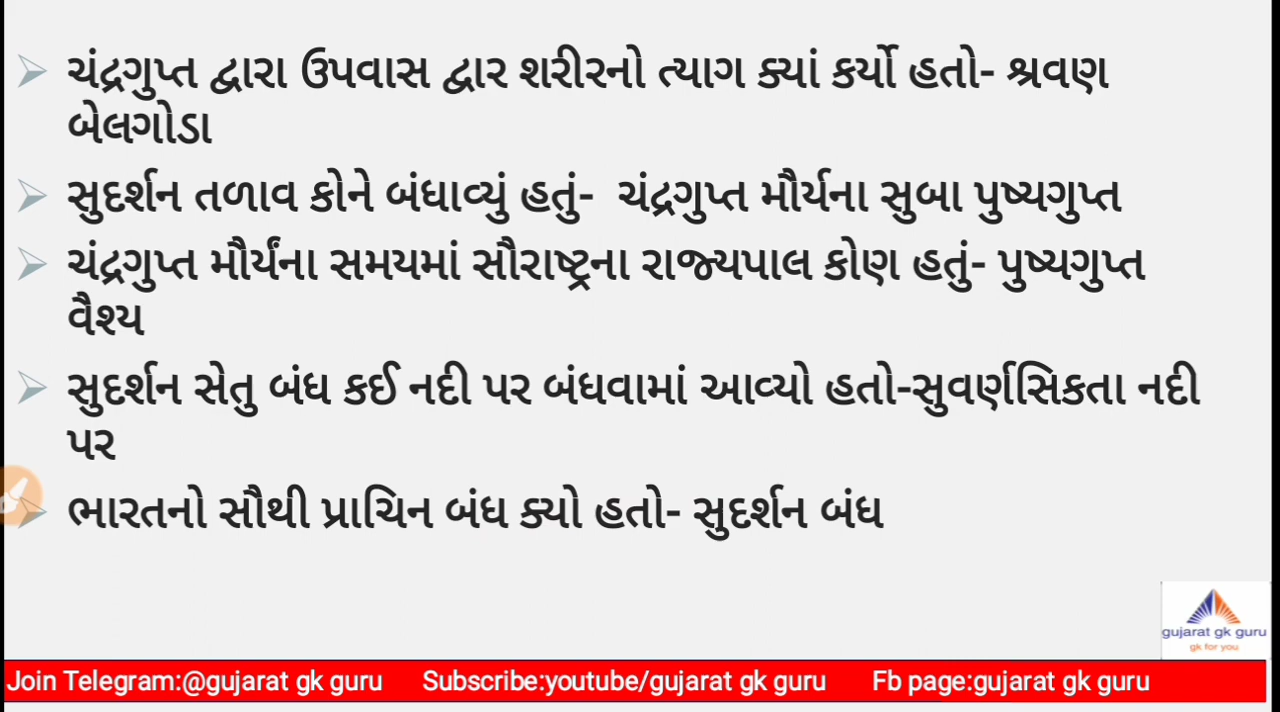 ચંદ્રગુપ્ત દ્વારા ઉપવાસ દ્વાર શરીરનો ત્યાગ ક્યાં કર્યો હતો- શ્રવણ
બેલગોડા
સુદર્શન તળાવ કોને બંધાવ્યું હતું- ચંદ્રગુપ્ત મૌર્યના સુબા પુષ્યગુપ્ત
ચંદ્રગુપ્ત મૌર્યંના સમયમાં સૌરાષ્ટ્રના રાજ્યપાલ કોણ હતું- પુષ્યગુપ્ત
વૈશ્ય
સુદર્શન સેતુ બંધ કઈ નદી પર બંધવામાં આવ્યો હતો-સુવર્ણસિકતા નદી
પર
ભારતનો સૌથી પ્રાચિન બંધ ક્યો હતો- સુદર્શન બંધ
gujarat gk guru
gk for you
Join Telegram:@gujarat gk guru Subscribe:youtube/gujarat gk guru Fb page:gujarat gk guru